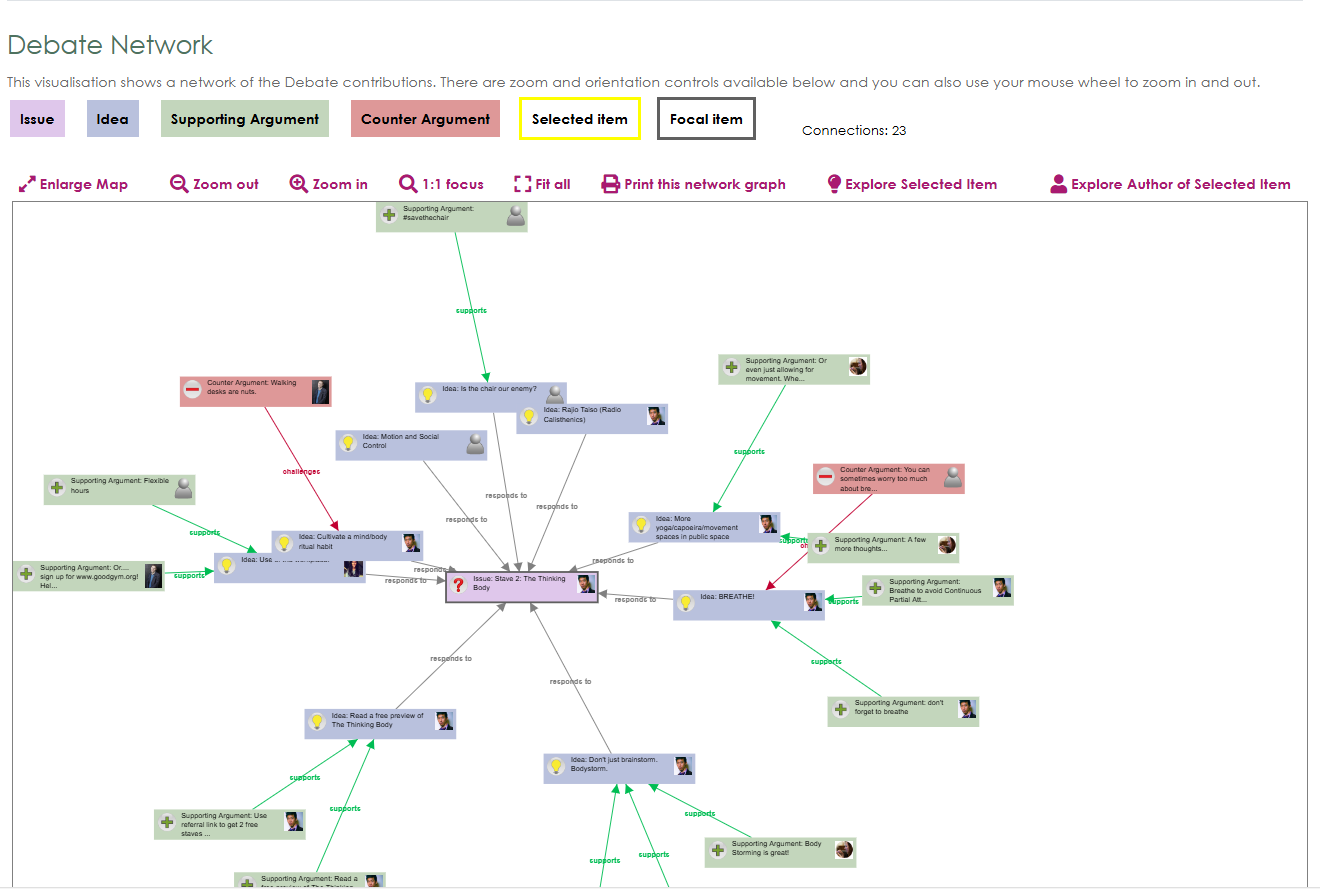 Debate Network
This visualisation shows a network of the Debate contributions. There are zoom and orientation controls available below and you can also use your mouse wheel to zoom in and out.
Issue
Idea
Supporting Argument
Counter Argument
Selected item
Focal item
Connections: 23
Enlarge Map
Zoom out
Zoom in
1:1 focus
Fit all
Print this network graph
Explore Selected Item
Explore Author of Selected Item
Supporting Argument:
#savethechair
supports
Supporting Argument: Or
even just allowing for
movement. Whe...
Counter Argument: Walking
desks are nuts.
Idea: Is the chair our enemy?
Idea: Rajio Taiso (Radio
Calisthenics)
Idea: Motion and Social
Control
supports
challenges
Counter Argument: You can
sometimes worry too much
about bre...
Supporting Argument: Flexible
hours
responds to
responds to
responds to
Idea: More
yoga/capoeira/movement
spaces in public space
supports
Idea: Cultivate a mind/body
ritual habit
supports
Supporting Argument: A few
more thoughts...
Idea: Use
responds to
Supporting Argument: Or....
sign up for www.goodgym.org!
Hel...
supports
responds
responds to
Issue: Stave 2: The Thinking
Body
Supporting Argument:
Breathe to avoid Continuous
Partial Att...
Idea: BREATHE!
responds to
supports
responds to
supports
responds to
Supporting Argument: don't
forget to breathe
Idea: Read a free preview of
The Thinking Body
Idea: Don't just brainstorm.
Bodystorm.
supports
supports
supports
Supporting Argument: Use
referral link to get 2 free
staves ...
Supporting Argument: Body
Storming is great!
supports
supports
Supporting Argument: Read a
free preview of The Thinking